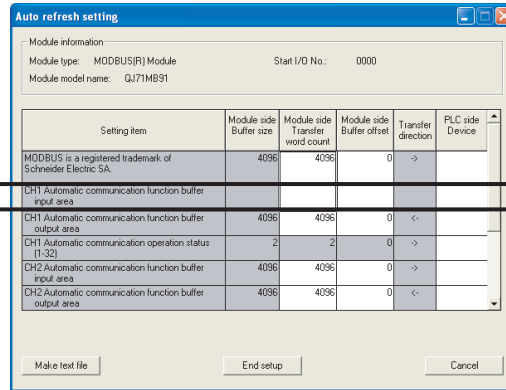 Auto refresh setting
Module information
Module type: MODBUS(R) Module Start I/O No.: 0000
Module model name: QJ71MB91
Setting item Module side Buffer size Module side Transfer word count Module side Buffer offset Transfer direction PLC side Device
MODBUS is a registered trademark of 4096 4096 0 ->
Schneider Electric SA.
CH1 Automatic communication function buffer
input area
CH1 Automatic communication function buffer 4096 4096 0 <-
output area
CH1 Automatic communication operation status 2 2 0 ->
(1-32)
CH2 Automatic communication function buffer 4096 4096 0 ->
input area
CH2 Automatic communication function buffer 4096 4096 0 <-
output area
Make text file End setup Cancel